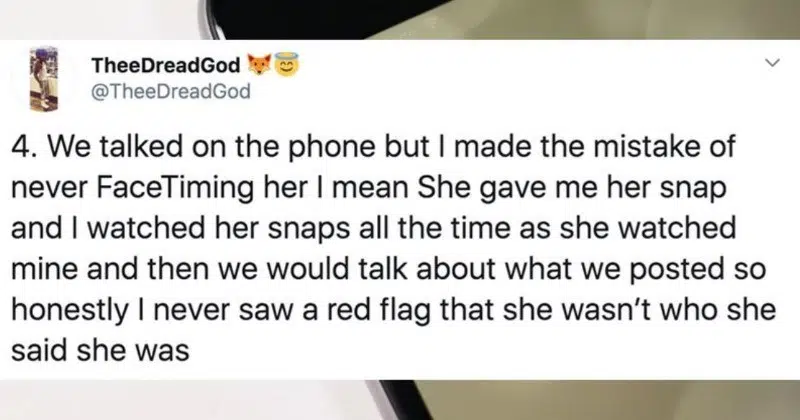 TheeDreadGod 🦊😇
@TheeDreadGod
4. We talked on the phone but I made the mistake of
never FaceTiming her I mean She gave me her snap
and I watched her snaps all the time as she watched
mine and then we would talk about what we posted so
honestly I never saw a red flag that she wasn't who she
said she was